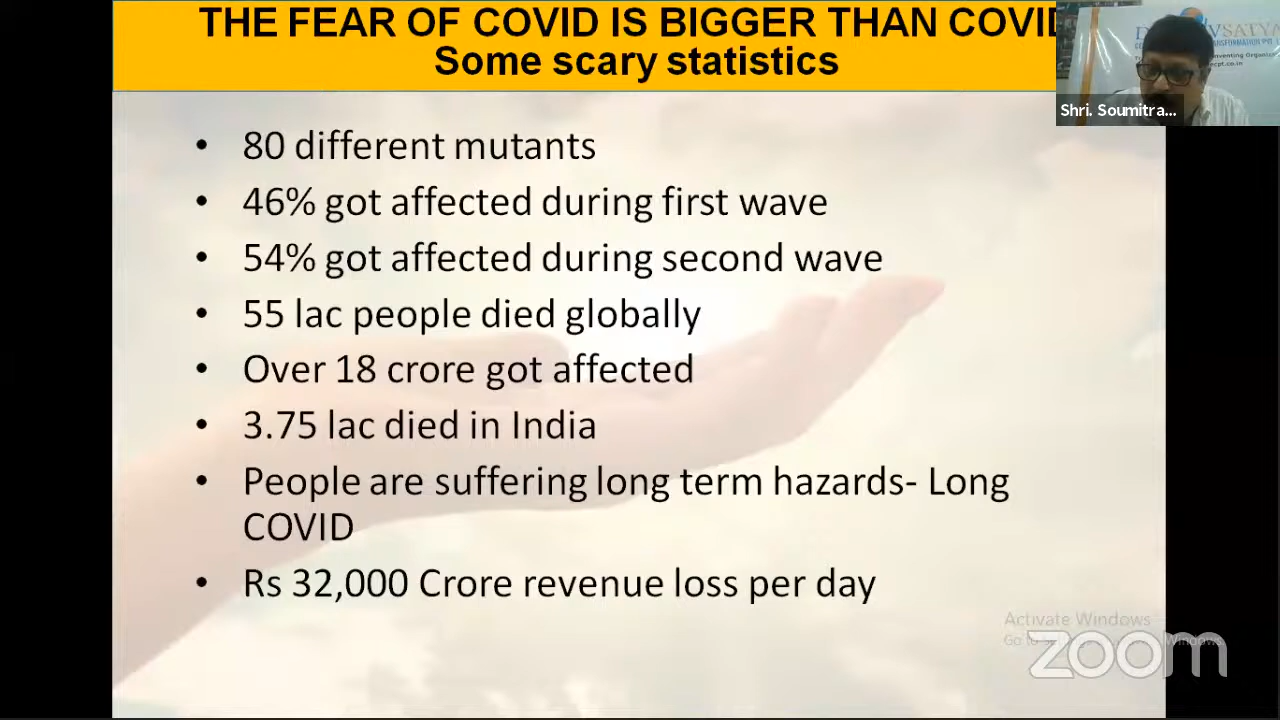 THE FEAR OF COVID IS BIGGER THAN COVID
Some scary statistics
Shri. Soumitra...
• 80 different mutants
• 46% got affected during first wave
• 54% got affected during second wave
• 55 lac people died globally
• Over 18 crore got affected
• 3.75 lac died in India
• People are suffering long term hazards- Long
COVID
• Rs 32,000 Crore revenue loss per day
Activate Windows
zoom